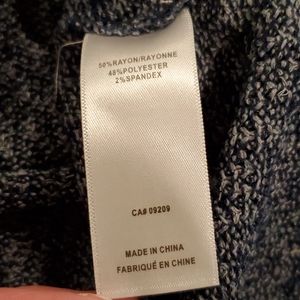 50%RAYON/RAYONNE
48%POLYESTER
2%SPANDEX
CA# 09209
MADE IN CHINA
FABRIQUÉ EN CHINE